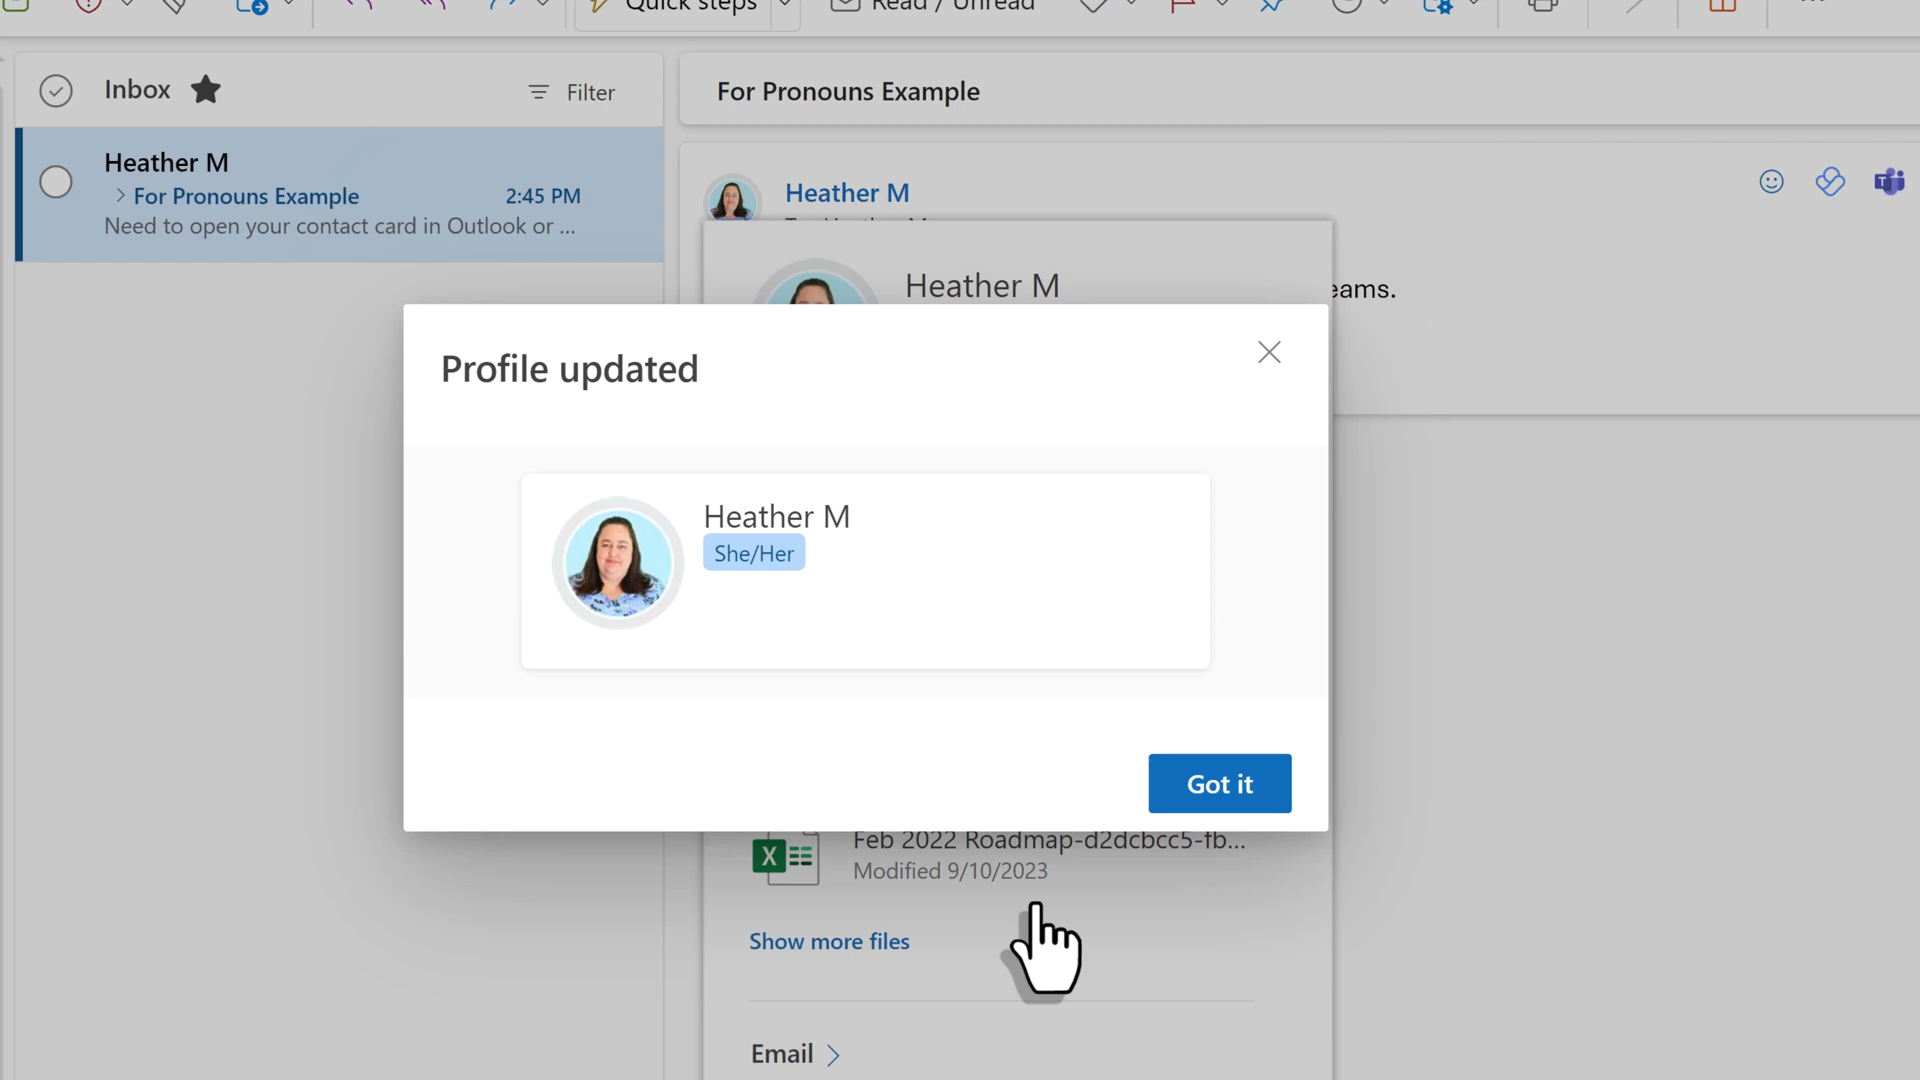 Quick steps
Read / Unread
Inbox
Filter
Heather M
For Pronouns Example
2:45 PM
Need to open your contact card in Outlook or ...
For Pronouns Example
Heather M
Heather M
eams.
Profile updated
Heather M
She/Her
Got it
Feb 2022 Roadmap-d2dcbcc5-fb...
Modified 9/10/2023
Show more files
Email